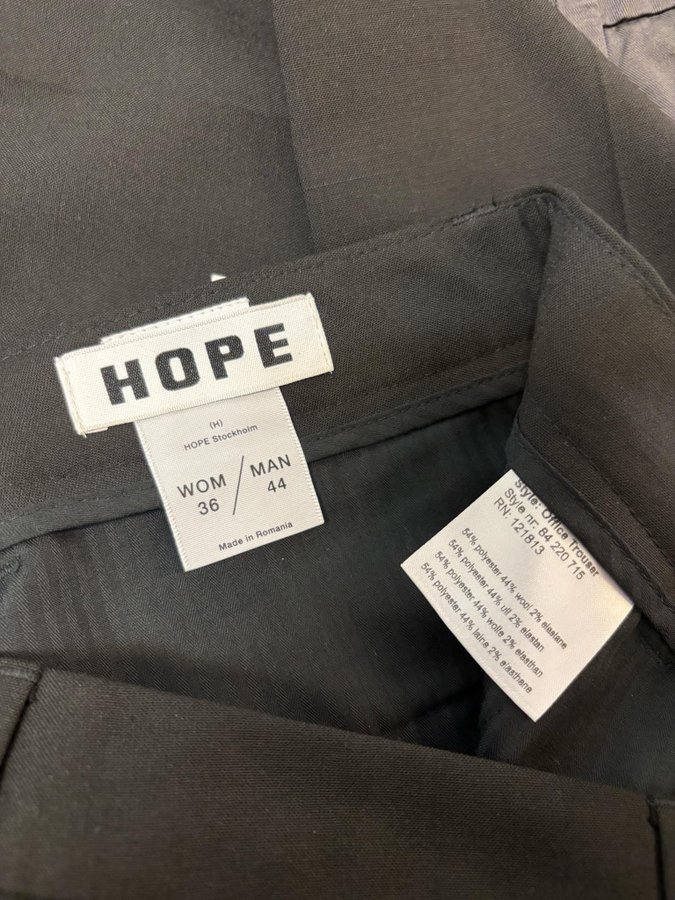 HOPE
(H)
HOPE Stockholm
WOM / MAN
36 44
Made in Romania
Style: Office Trouser
Style nr: 84 220 715
RN: 121813
54% polyester 44% wool 2% elastane
54% polyester 44% ull 2% elastan
54% polyester 44% wolle 2% elasthan
54% polyester 44% laine 2% elasthanne